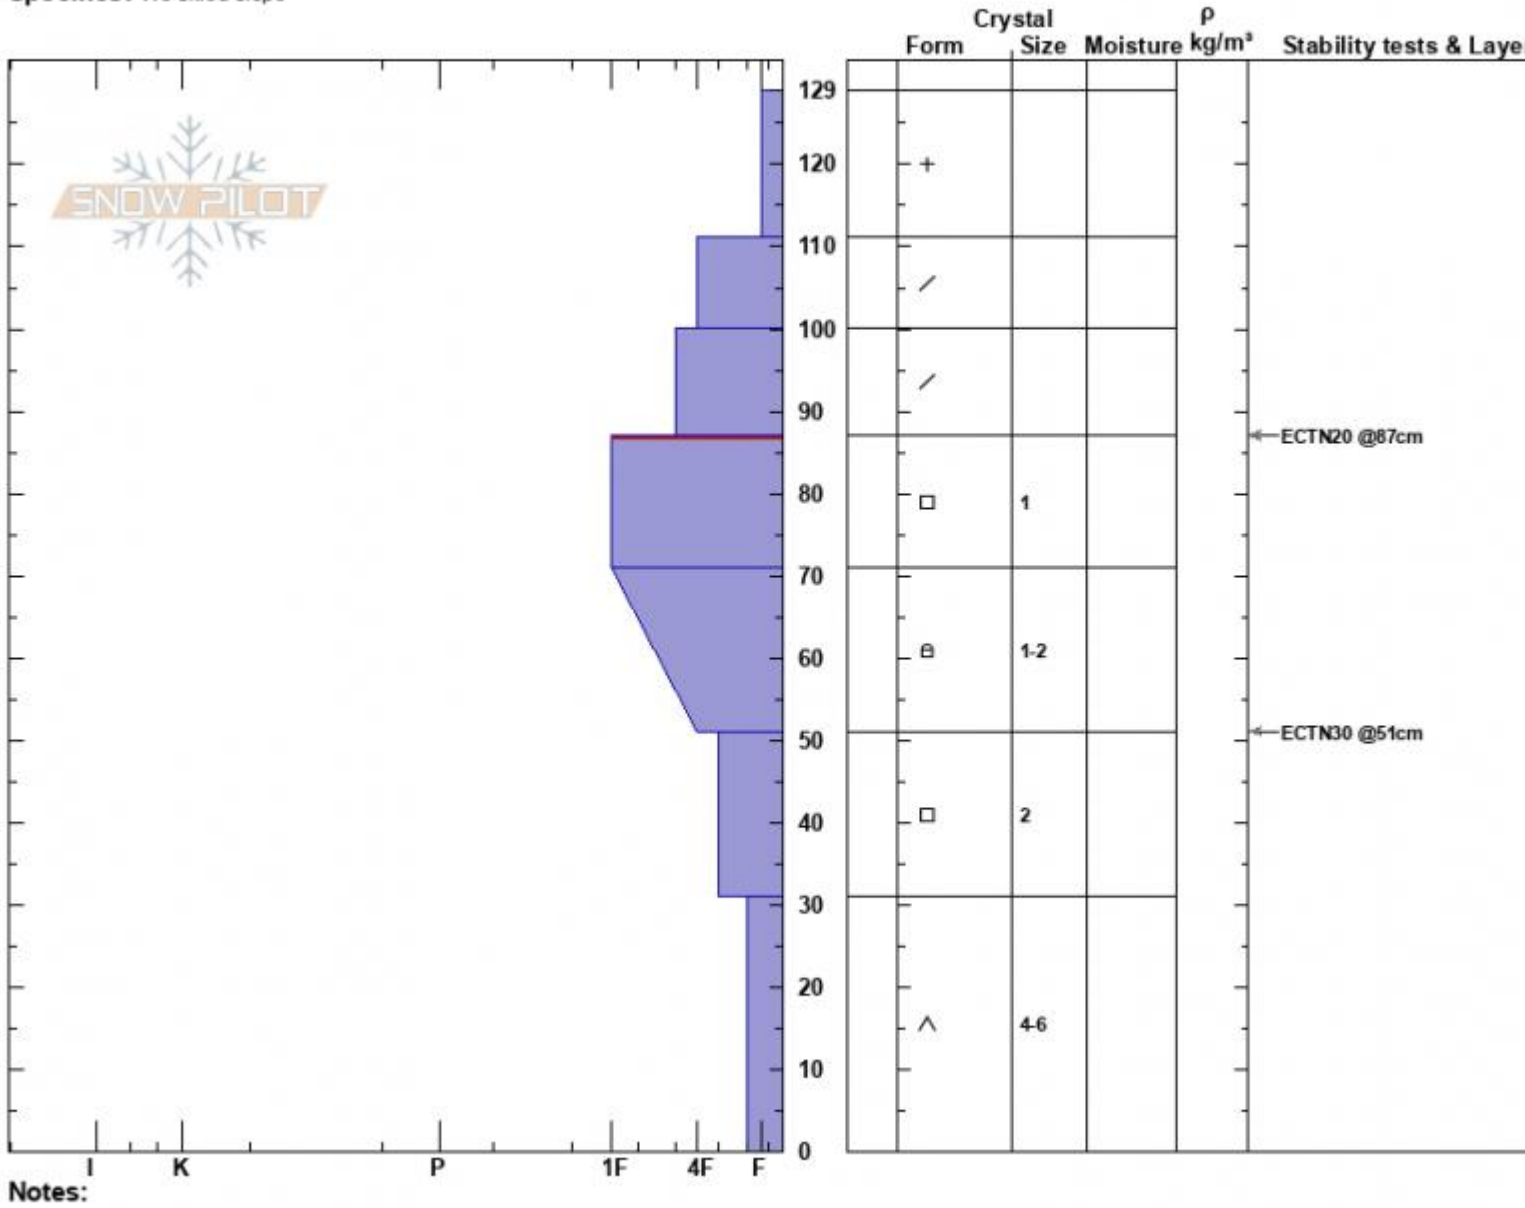 Crystal ρ
Form Size Moisture kg/m³ Stability tests & Laye
SNOW PILOT
129
120
110
100
90
ECTN20 @87cm
80
1
70
60
1-2
ECTN30 @51cm
50
40
2
30
20
4-6
10
0
I K P 1F 4F F
Notes: